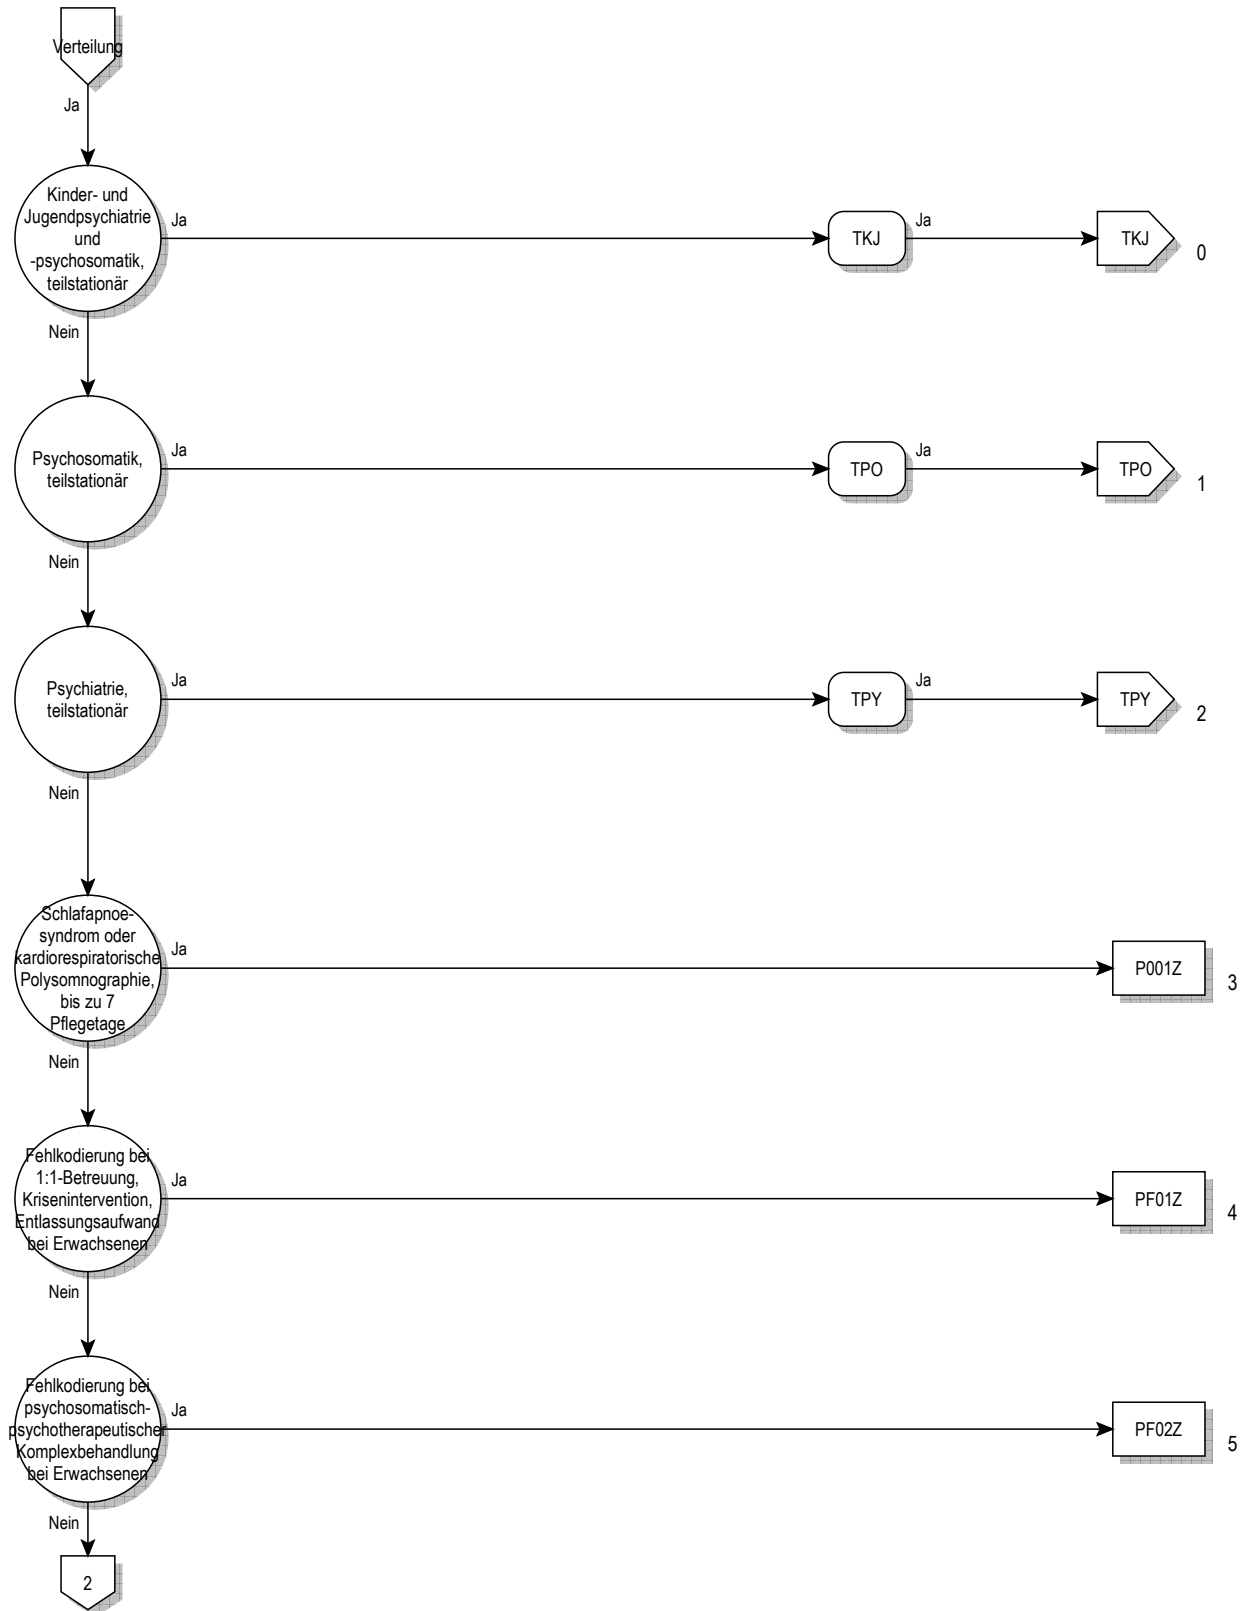 Verteilung
Ja
Kinder- und
Jugendpsychiatrie
und
-psychosomatik,
teilstationär
Ja
TKJ
Ja
TKJ
0
Nein
Psychosomatik,
teilstationär
Ja
TPO
Ja
TPO
1
Nein
Psychiatrie,
teilstationär
Ja
TPY
Ja
TPY
2
Nein
Schlafapnoe-
syndrom oder
kardiorespiratorische
Polysomnographie,
bis zu 7
Pflegetage
Ja
P001Z
3
Nein
Fehlkodierung bei
1:1-Betreuung,
Krisenintervention,
Entlassungsaufwand
bei Erwachsenen
Ja
PF01Z
4
Nein
Fehlkodierung bei
psychosomatisch-
psychotherapeutischer
Komplexbehandlung
bei Erwachsenen
Ja
PF02Z
5
Nein
2